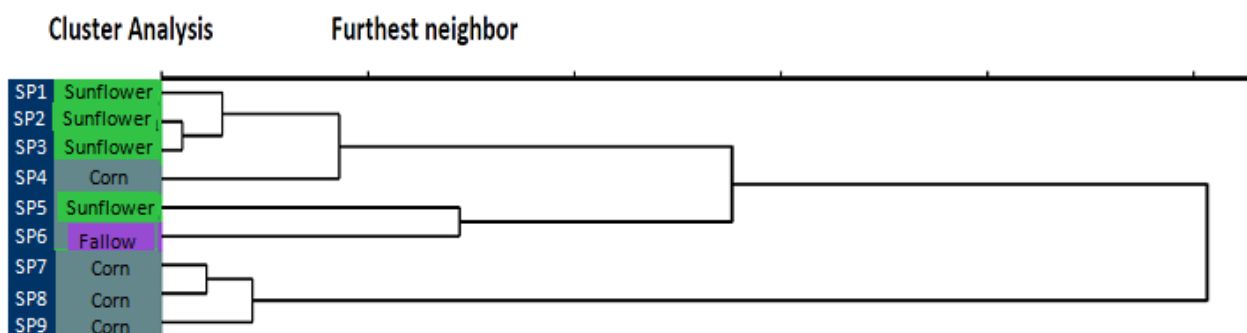 Cluster Analysis Furthest neighbor
SP1 Sunflower
SP2 Sunflower
SP3 Sunflower
SP4 Corn
SP5 Sunflower
SP6 Fallow
SP7 Corn
SP8 Corn
SP9 Corn